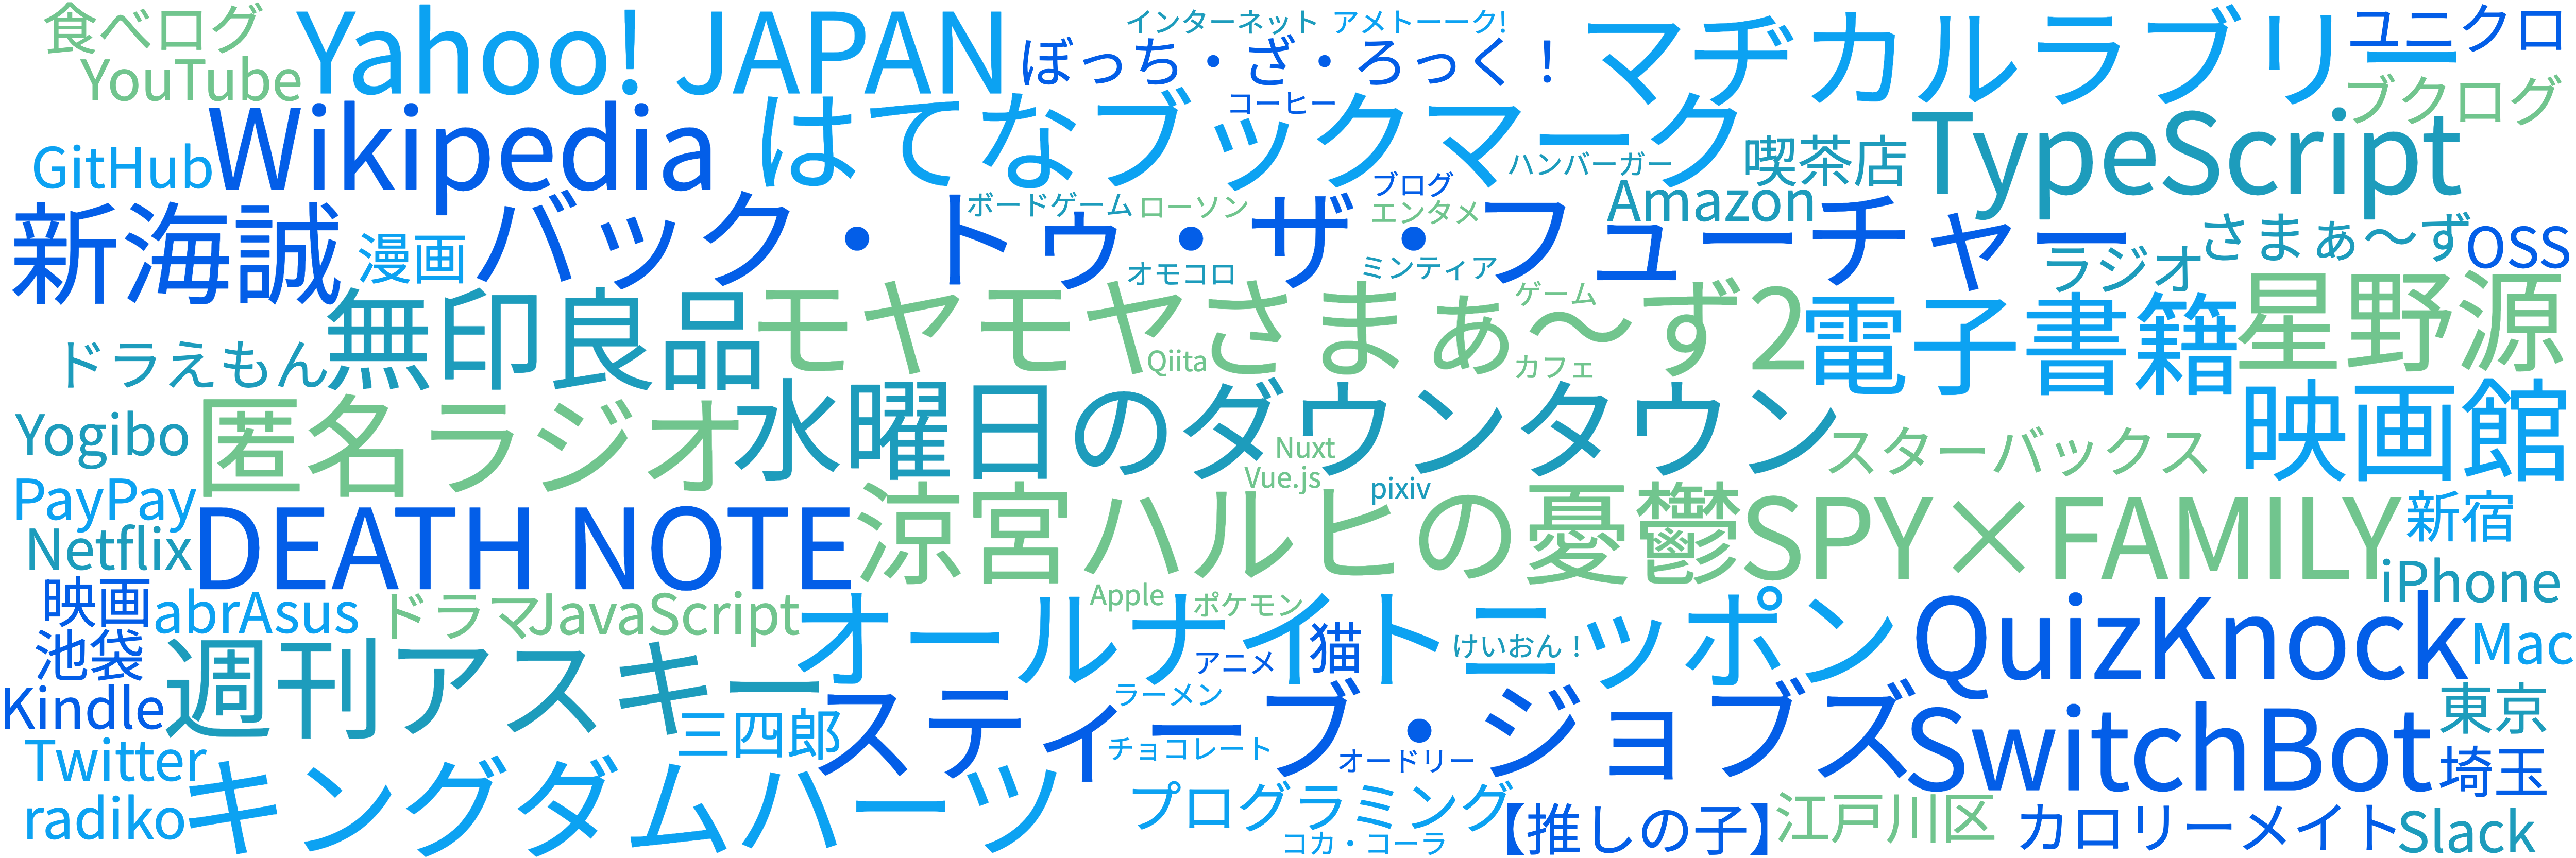 食べログ
インターネット
アメトーーク!
ユニクロ
Yahoo! JAPAN
ぼっち・ざ・ろっく！
マヂカルラブリー
YouTube
ブクログ
コーヒー
Wikipedia
はてなブックマーク
TypeScript
GitHub
ハンバーガー
喫茶店
ブログ
Amazon
新海誠
漫画
バック・トゥ・ザ・フューチャー
ボードゲーム
ローソン
エンタメ
さまぁ～ず
OSS
オモコロ
ミンティア
ラジオ
無印良品
モヤモヤさまぁ～ず2
ゲーム
電子書籍
星野源
ドラえもん
Qiita
カフェ
Yogibo
匿名ラジオ
水曜日のダウンタウン
スターバックス
映画館
Nuxt
Vue.js
pixiv
PayPay
Netflix
DEATH NOTE
涼宮ハルヒの憂鬱
SPY×FAMILY
新宿
iPhone
映画
abrAsus
ドラマ
JavaScript
Apple
ポケモン
オールナイトニッポン
猫
けいおん！
QuizKnock
Mac
池袋
アニメ
週刊アスキー
Kindle
ラーメン
三四郎
スティーブ・ジョブズ
SwitchBot
東京
チョコレート
オードリー
Twitter
埼玉
キングダムハーツ
radiko
プログラミング
コカ・コーラ
【推しの子】
江戸川区
カロリーメイト
Slack